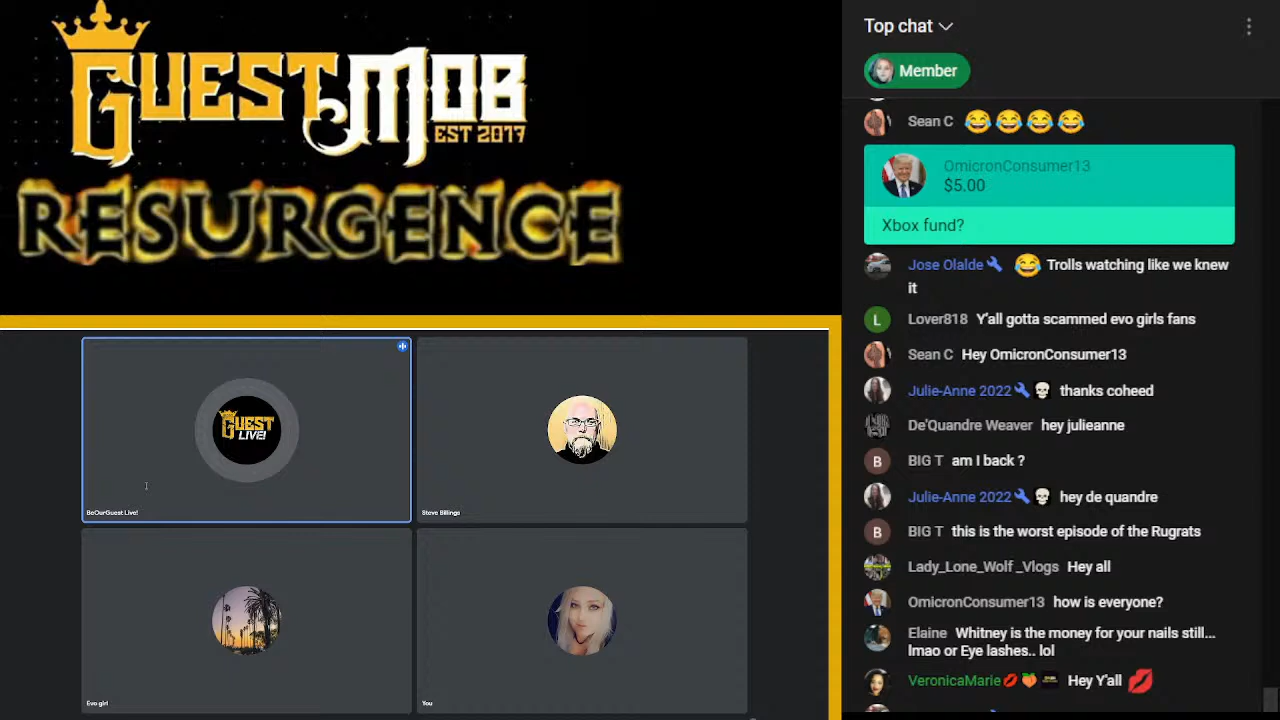 GUESTMOB
EST 2017
RESURGENCE
GUEST
LIVE!
BeOurGuest Live!
Steve Billings
Evo girl
You
Top chat
Member
Sean C 😂😂😂😂
OmicronConsumer13
$5.00
Xbox fund?
Jose Olalde 😂 Trolls watching like we knew
it
Lover818 Y'all gotta scammed evo girls fans
Sean C Hey OmicronConsumer13
Julie-Anne 2022 thanks coheed
De'Quandre Weaver hey julieanne
BIG T am I back ?
Julie-Anne 2022 hey de quandre
BIG T this is the worst episode of the Rugrats
Lady_Lone_Wolf _Vlogs Hey all
OmicronConsumer13 how is everyone?
Elaine Whitney is the money for your nails still...
lmao or Eye lashes.. lol
VeronicaMarie💋🍑 Hey Y'all 💋